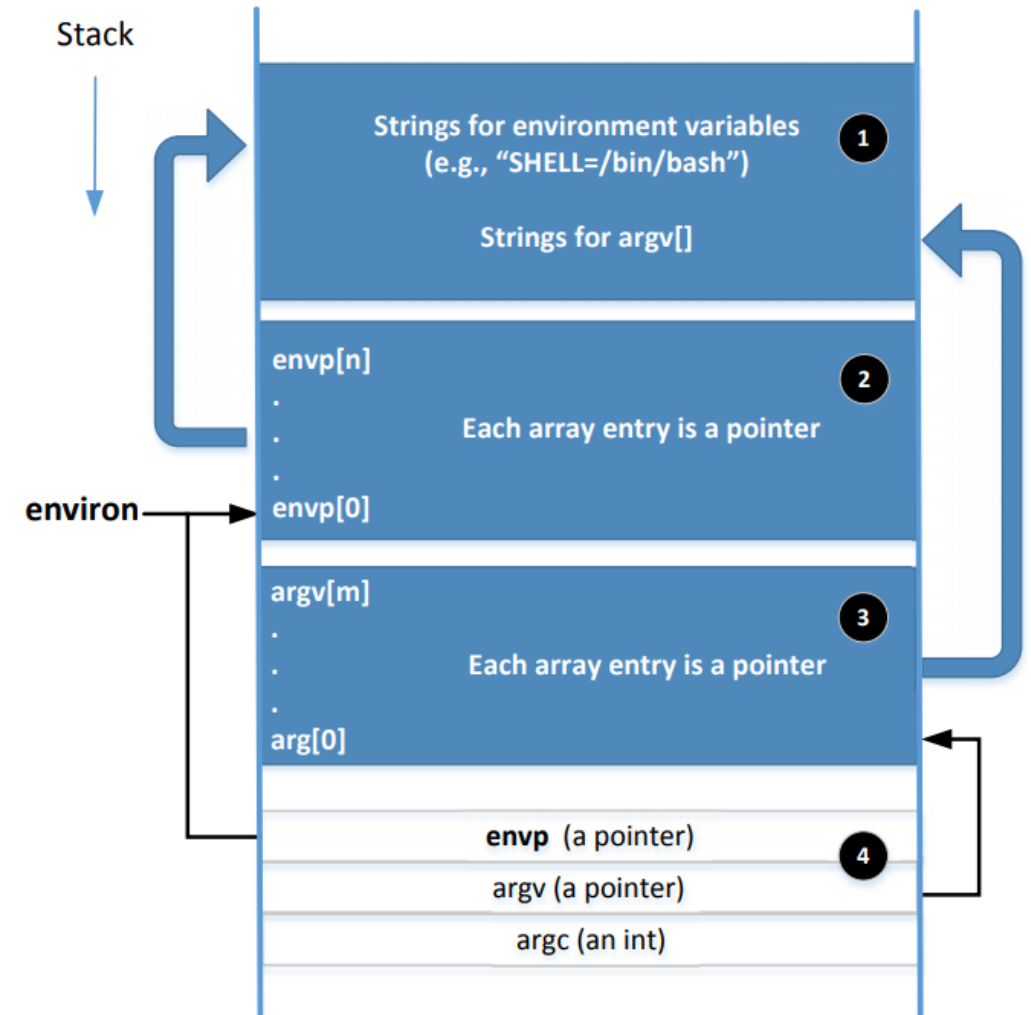 Stack
Strings for environment variables
(e.g., “SHELL=/bin/bash”)
1
Strings for argv[]
envp[n]
.
.
.
envp[0]
2
Each array entry is a pointer
environ
argv[m]
.
.
.
arg[0]
3
Each array entry is a pointer
envp (a pointer)
4
argv (a pointer)
argc (an int)